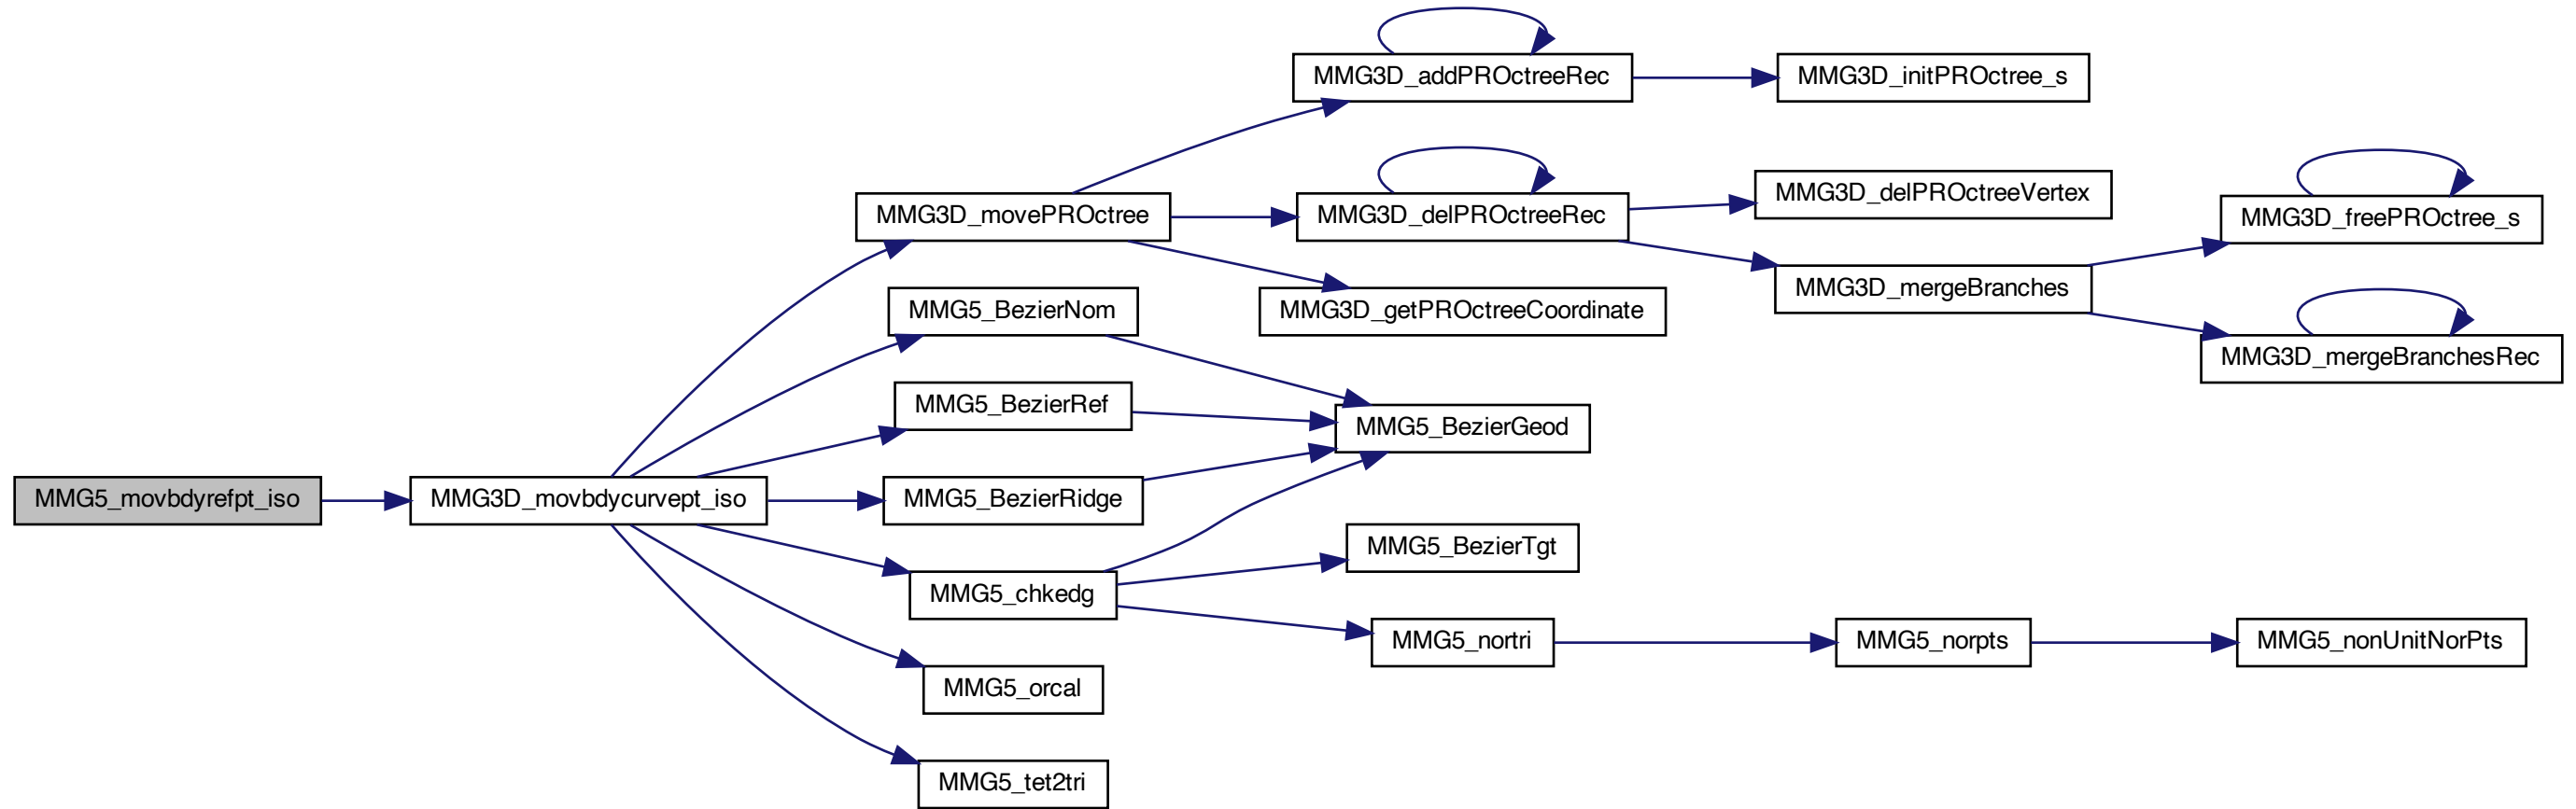 MMG5_movbdyrefpt_iso
MMG3D_movbdycurvept_iso
MMG3D_movePROctree
MMG3D_addPROctreeRec
MMG3D_initPROctree_s
MMG3D_delPROctreeRec
MMG3D_delPROctreeVertex
MMG3D_mergeBranches
MMG3D_freePROctree_s
MMG3D_mergeBranchesRec
MMG3D_getPROctreeCoordinate
MMG5_BezierNom
MMG5_BezierRef
MMG5_BezierRidge
MMG5_BezierGeod
MMG5_chkedg
MMG5_BezierTgt
MMG5_nortri
MMG5_norpts
MMG5_nonUnitNorPts
MMG5_orcal
MMG5_tet2tri